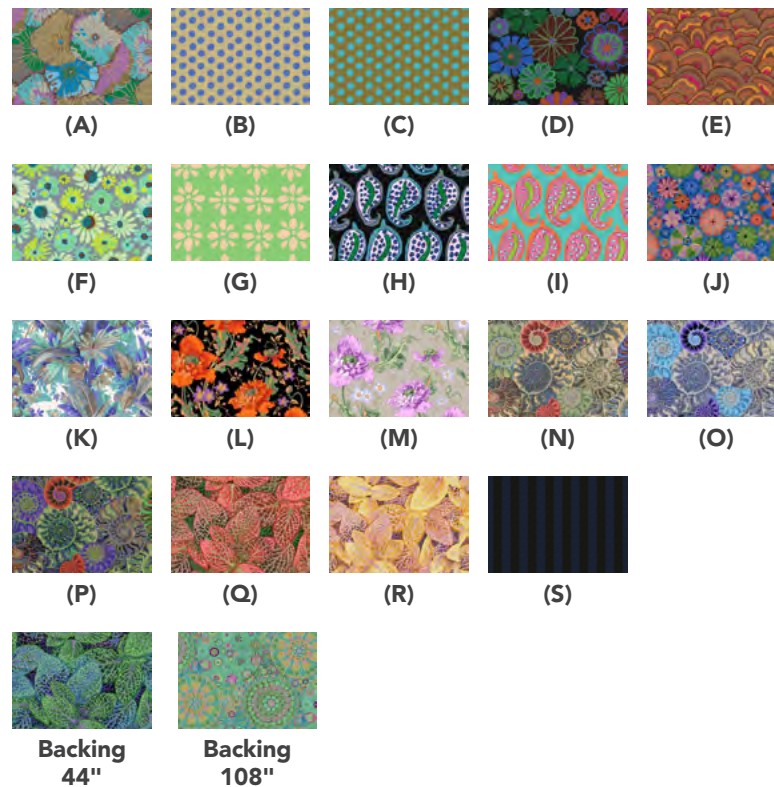 (A) (B) (C) (D) (E)
(F) (G) (H) (I) (J)
(K) (L) (M) (N) (O)
(P) (Q) (R) (S)
Backing Backing
44" 108"